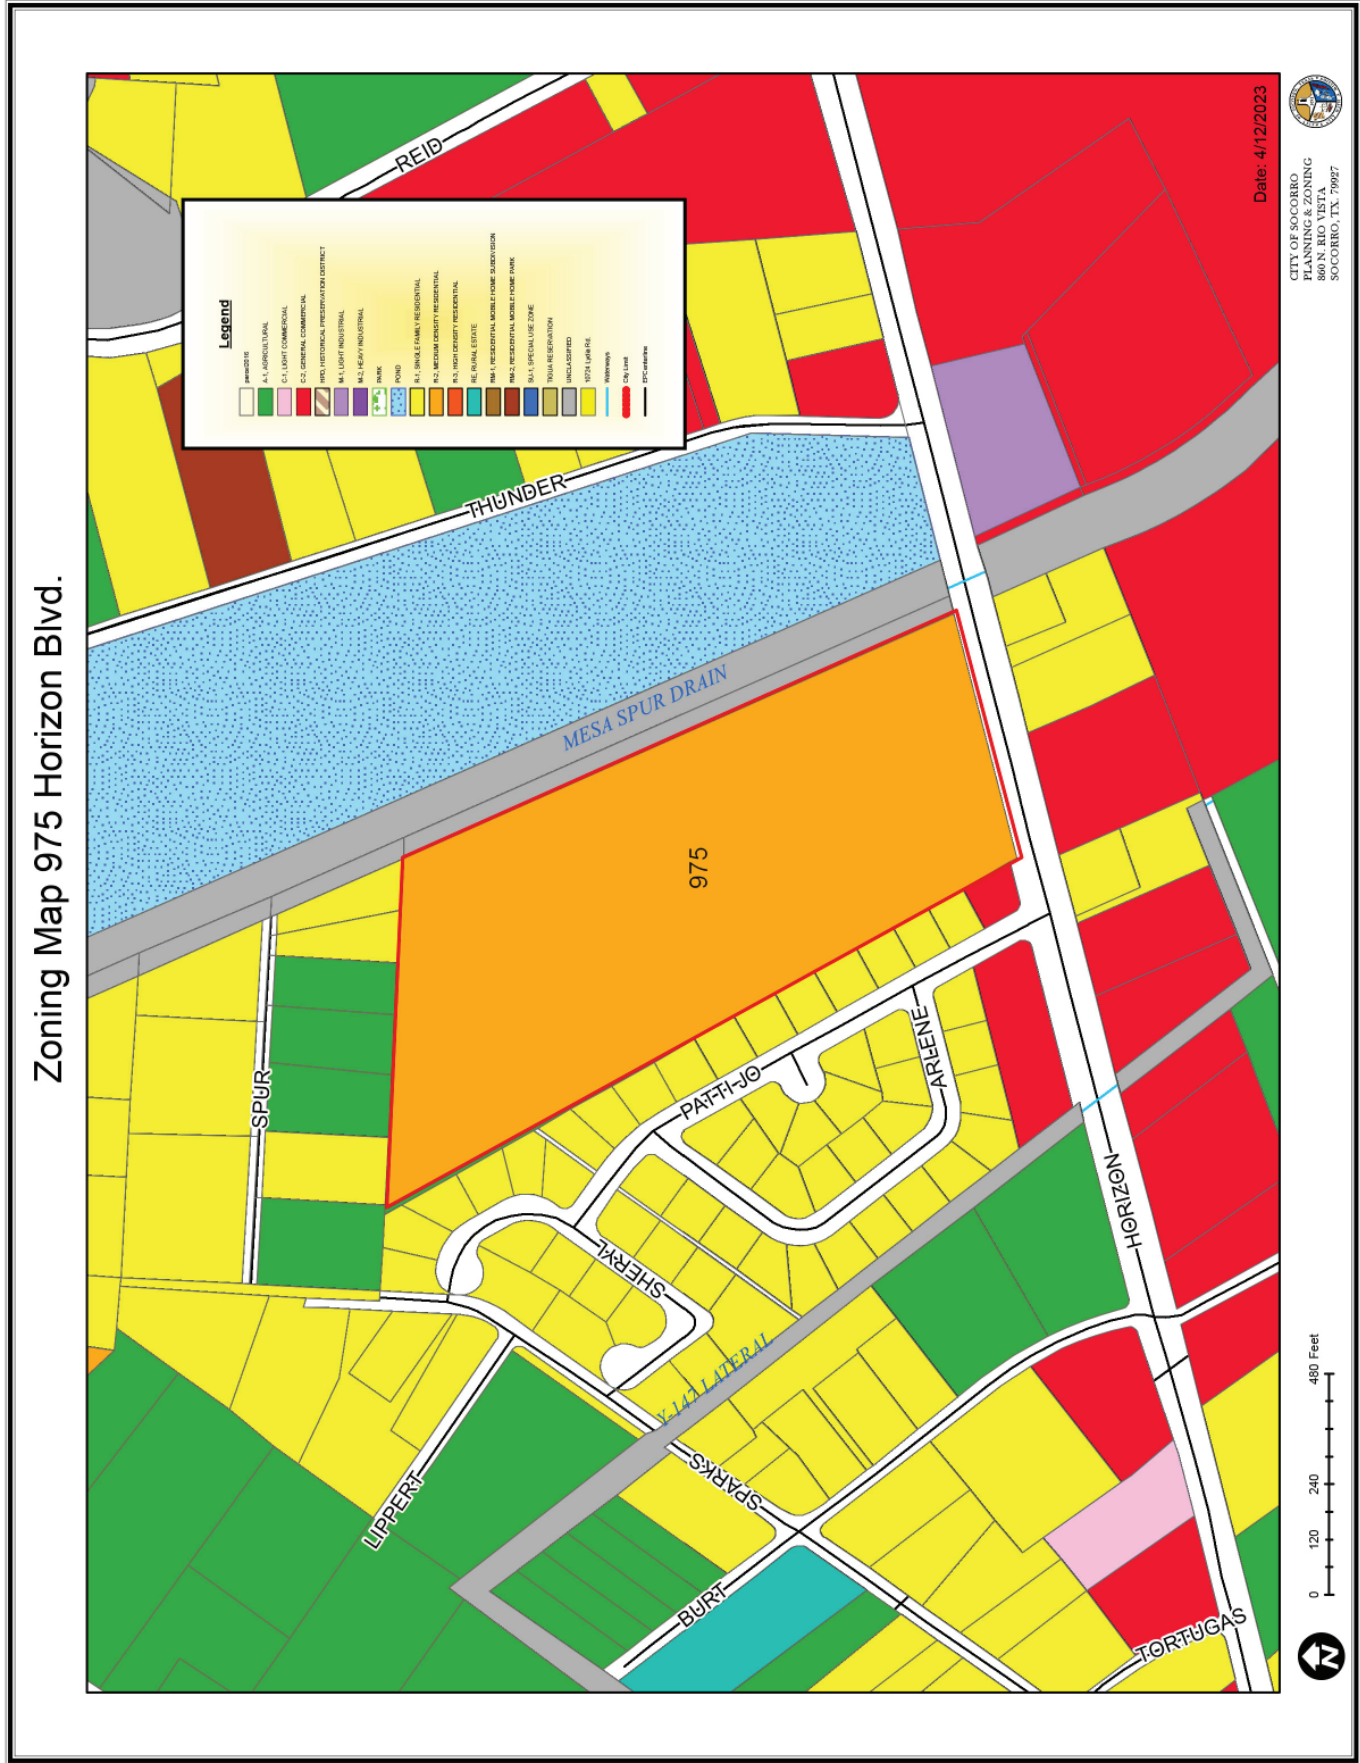 Zoning Map 975 Horizon Blvd.
Legend
parcel2016
A-1, AGRICULTURAL
C-1, LIGHT COMMERCIAL
C-2, GENERAL COMMERCIAL
HPD, HISTORICAL PRESERVATION DISTRICT
M-1, LIGHT INDUSTRIAL
M-2, HEAVY INDUSTRIAL
PARK
POND
R-1, SINGLE FAMILY RESIDENTIAL
R-2, MEDIUM DENSITY RESIDENTIAL
R-3, HIGH DENSITY RESIDENTIAL
RE, RURAL ESTATE
RM-1, RESIDENTIAL MOBILE HOME SUBDIVISION
RM-2, RESIDENTIAL MOBILE HOME PARK
SU-1, SPECIAL USE ZONE
TIGUA RESERVATION
UNCLASSIFIED
10724 Lydia Rd.
Waterways
City Limit
EPCenterline
REID
THUNDER
MESA SPUR DRAIN
975
SPUR
PATTI-JO
ARLENE
SHERYL
Y-147 LATERAL
HORIZON
LIPPERT
SPARKS
BURT
TORTUGAS
Date: 4/12/2023
CITY OF SOCORRO
PLANNING & ZONING
860 N. RIO VISTA
SOCORRO, TX. 79927
0 120 240 480 Feet
N